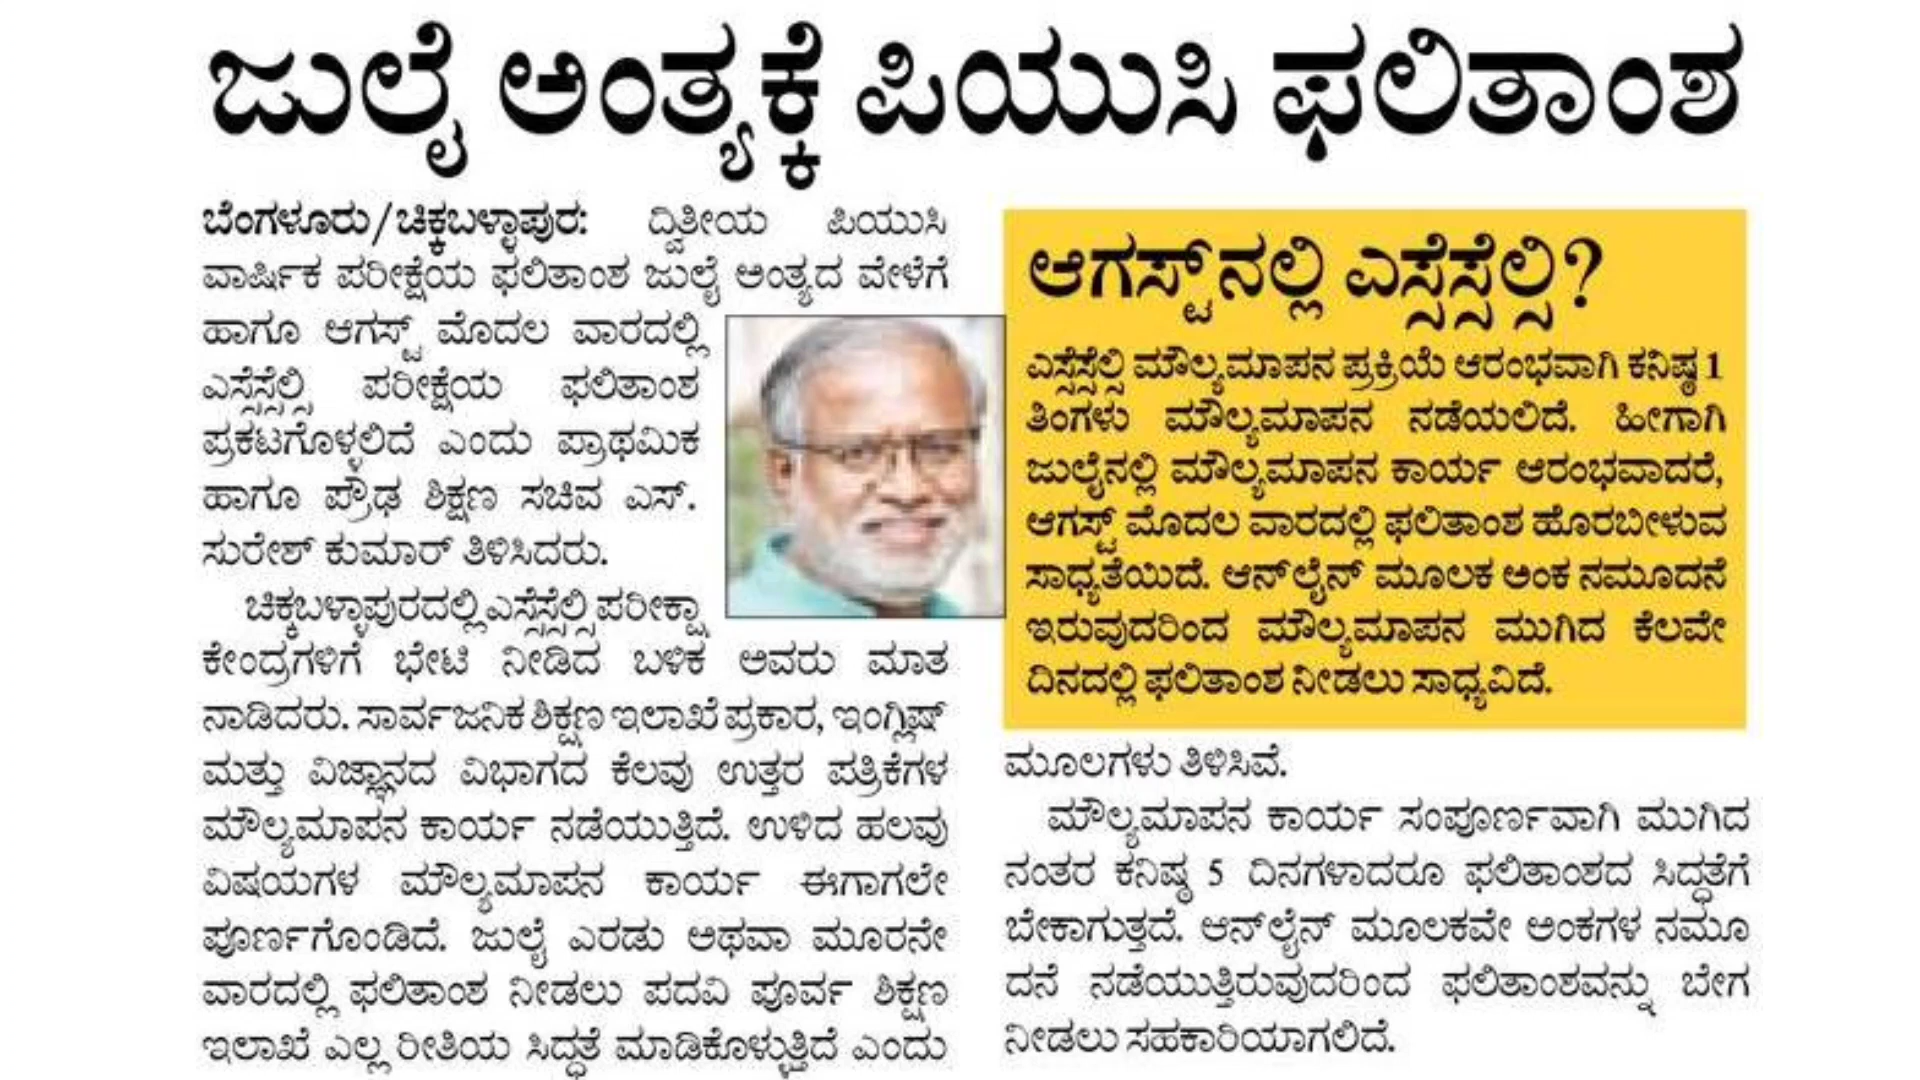 ಜುಲೈ ಅಂತ್ಯಕ್ಕೆ ಪಿಯುಸಿ ಫಲಿತಾಂಶ
ಬೆಂಗಳೂರು/ಚಿಕ್ಕಬಳ್ಳಾಪುರ: ದ್ವಿತೀಯ ಪಿಯುಸಿ
ವಾರ್ಷಿಕ ಪರೀಕ್ಷೆಯ ಫಲಿತಾಂಶ ಜುಲೈ ಅಂತ್ಯದ ವೇಳೆಗೆ
ಹಾಗೂ ಆಗಸ್ಟ್ ಮೊದಲ ವಾರದಲ್ಲಿ
ಎಸ್ಸೆಸ್ಸೆಲ್ಸಿ ಪರೀಕ್ಷೆಯ ಫಲಿತಾಂಶ
ಪ್ರಕಟಗೊಳ್ಳಲಿದೆ ಎಂದು ಪ್ರಾಥಮಿಕ
ಹಾಗೂ ಪ್ರೌಢ ಶಿಕ್ಷಣ ಸಚಿವ ಎಸ್.
ಸುರೇಶ್ ಕುಮಾರ್ ತಿಳಿಸಿದರು.
ಚಿಕ್ಕಬಳ್ಳಾಪುರದಲ್ಲಿ ಎಸ್ಸೆಸ್ಸೆಲ್ಸಿ ಪರೀಕ್ಷಾ
ಕೇಂದ್ರಗಳಿಗೆ ಭೇಟಿ ನೀಡಿದ ಬಳಿಕ ಅವರು ಮಾತ
ನಾಡಿದರು. ಸಾರ್ವಜನಿಕ ಶಿಕ್ಷಣ ಇಲಾಖೆ ಪ್ರಕಾರ, ಇಂಗ್ಲಿಷ್
ಮತ್ತು ವಿಜ್ಞಾನದ ವಿಭಾಗದ ಕೆಲವು ಉತ್ತರ ಪತ್ರಿಕೆಗಳ
ಮೌಲ್ಯಮಾಪನ ಕಾರ್ಯ ನಡೆಯುತ್ತಿದೆ. ಉಳಿದ ಹಲವು
ವಿಷಯಗಳ ಮೌಲ್ಯಮಾಪನ ಕಾರ್ಯ ಈಗಾಗಲೇ
ಪೂರ್ಣಗೊಂಡಿದೆ. ಜುಲೈ ಎರಡು ಅಥವಾ ಮೂರನೇ
ವಾರದಲ್ಲಿ ಫಲಿತಾಂಶ ನೀಡಲು ಪದವಿ ಪೂರ್ವ ಶಿಕ್ಷಣ
ಇಲಾಖೆ ಎಲ್ಲ ರೀತಿಯ ಸಿದ್ಧತೆ ಮಾಡಿಕೊಳ್ಳುತ್ತಿದೆ ಎಂದು
ಆಗಸ್ಟ್‌ನಲ್ಲಿ ಎಸ್ಸೆಸ್ಸೆಲ್ಸಿ?
ಎಸ್ಸೆಸ್ಸೆಲ್ಸಿ ಮೌಲ್ಯಮಾಪನ ಪ್ರಕ್ರಿಯೆ ಆರಂಭವಾಗಿ ಕನಿಷ್ಠ 1
ತಿಂಗಳು ಮೌಲ್ಯಮಾಪನ ನಡೆಯಲಿದೆ. ಹೀಗಾಗಿ
ಜುಲೈನಲ್ಲಿ ಮೌಲ್ಯಮಾಪನ ಕಾರ್ಯ ಆರಂಭವಾದರೆ,
ಆಗಸ್ಟ್ ಮೊದಲ ವಾರದಲ್ಲಿ ಫಲಿತಾಂಶ ಹೊರಬೀಳುವ
ಸಾಧ್ಯತೆಯಿದೆ. ಆನ್‌ಲೈನ್ ಮೂಲಕ ಅಂಕ ನಮೂದನೆ
ಇರುವುದರಿಂದ ಮೌಲ್ಯಮಾಪನ ಮುಗಿದ ಕೆಲವೇ
ದಿನದಲ್ಲಿ ಫಲಿತಾಂಶ ನೀಡಲು ಸಾಧ್ಯವಿದೆ.
ಮೂಲಗಳು ತಿಳಿಸಿವೆ.
ಮೌಲ್ಯಮಾಪನ ಕಾರ್ಯ ಸಂಪೂರ್ಣವಾಗಿ ಮುಗಿದ
ನಂತರ ಕನಿಷ್ಠ 5 ದಿನಗಳಾದರೂ ಫಲಿತಾಂಶದ ಸಿದ್ಧತೆಗೆ
ಬೇಕಾಗುತ್ತದೆ. ಆನ್‌ಲೈನ್ ಮೂಲಕವೇ ಅಂಕಗಳ ನಮೂ
ದನೆ ನಡೆಯುತ್ತಿರುವುದರಿಂದ ಫಲಿತಾಂಶವನ್ನು ಬೇಗ
ನೀಡಲು ಸಹಕಾರಿಯಾಗಲಿದೆ.